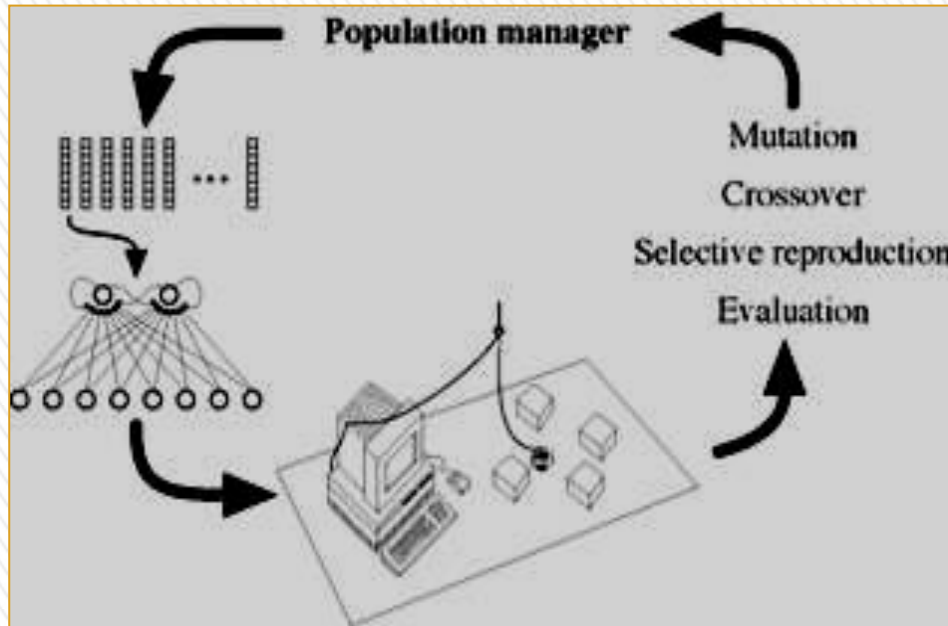 Population manager
Mutation
Crossover
Selective reproduction
Evaluation